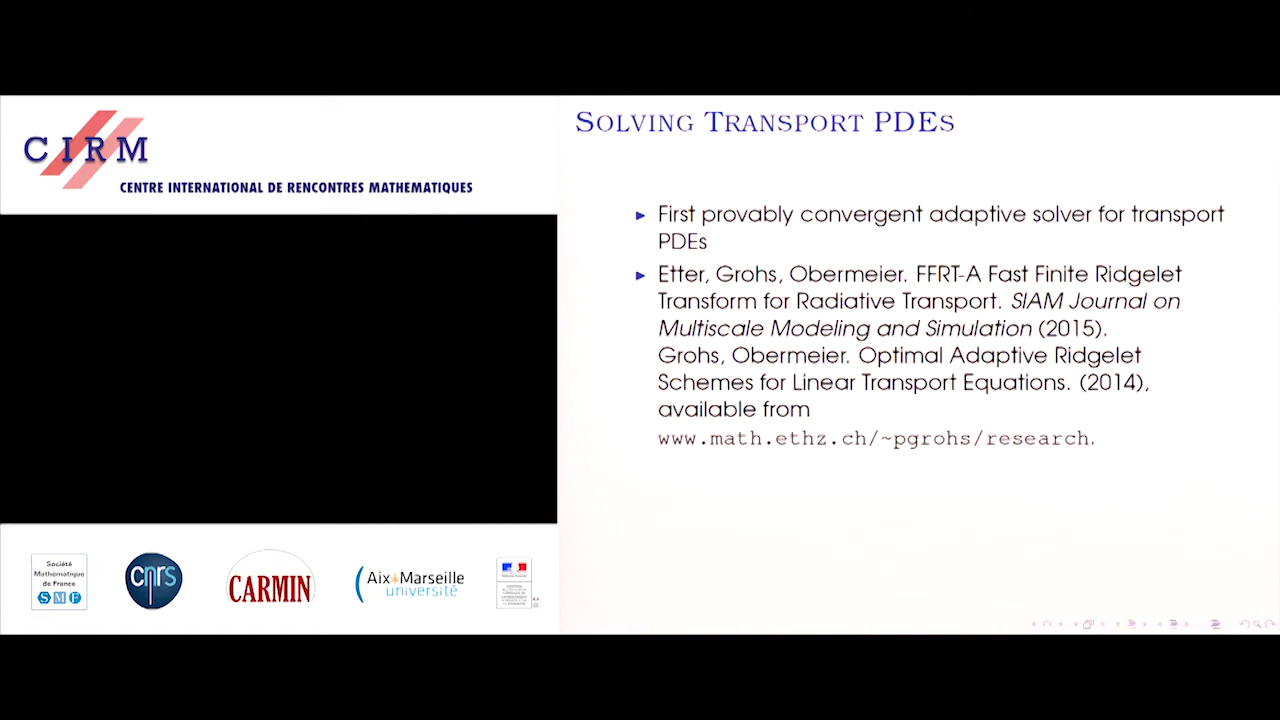 CIRM
CENTRE INTERNATIONAL DE RENCONTRES MATHEMATIQUES
SOLVING TRANSPORT PDES
First provably convergent adaptive solver for transport
PDEs
Etter, Grohs, Obermeier. FFRT-A Fast Finite Ridgelet
Transform for Radiative Transport. SIAM Journal on
Multiscale Modeling and Simulation (2015).
Grohs, Obermeier. Optimal Adaptive Ridgelet
Schemes for Linear Transport Equations. (2014),
available from
www.math.ethz.ch/~pgrohs/research.
Société
Mathématique
de France
SMF
cnrs
CARMIN
Aix*Marseille
université